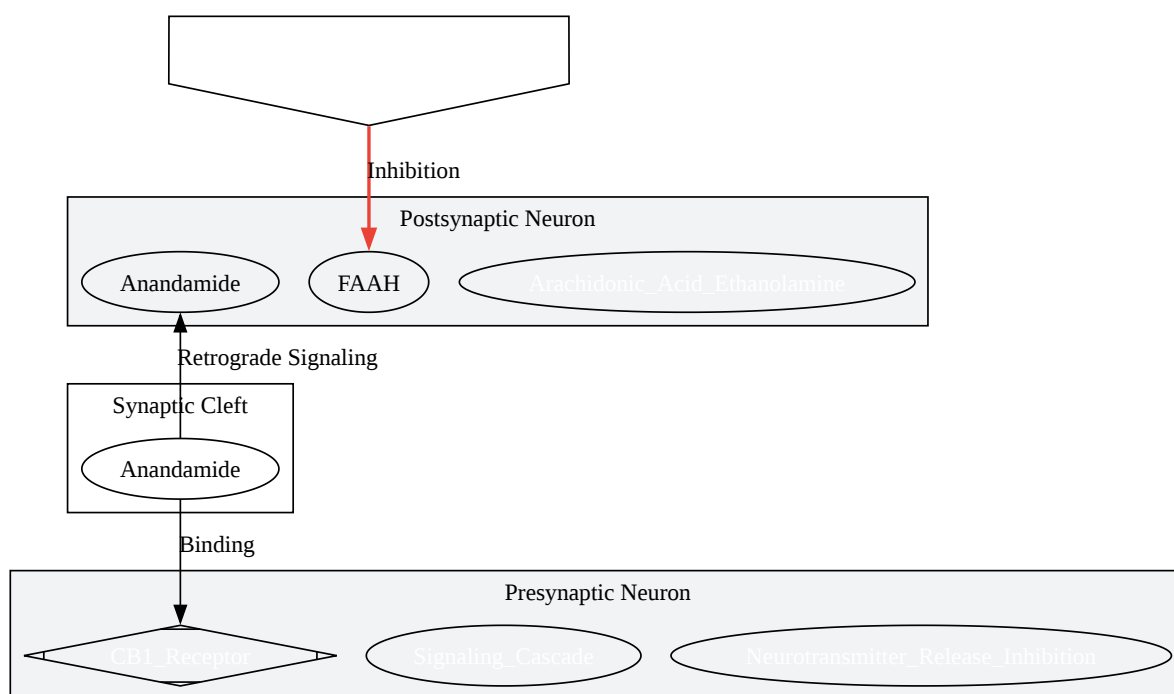 Inhibition
Postsynaptic Neuron
Anandamide
FAAH
Arachidonic_Acid_Ethanolamine
Retrograde Signaling
Synaptic Cleft
Anandamide
Binding
Presynaptic Neuron
CB1_Receptor
Signaling_Cascade
Neurotransmitter_Release_Inhibition